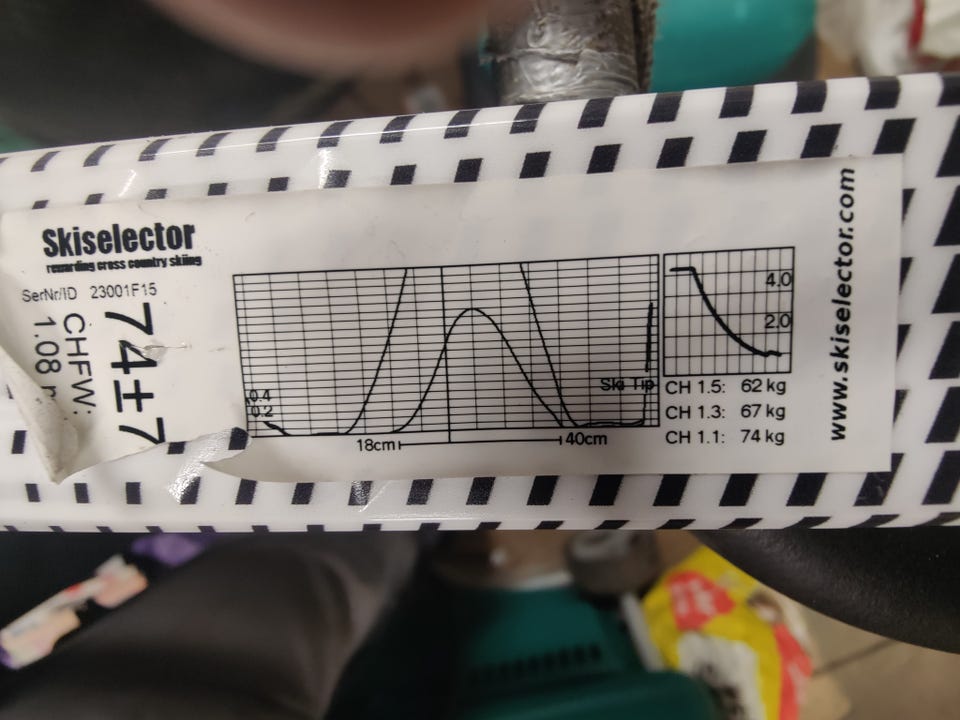 Skiselector
rewarding cross country skiing
SerNr/ID 23001F15
74±7
CHFW:
1.08
0.4
0.2
18cm
40cm
Ski Tip
4.0
2.0
CH 1.5: 62 kg
CH 1.3: 67 kg
CH 1.1: 74 kg
www.skiselector.com